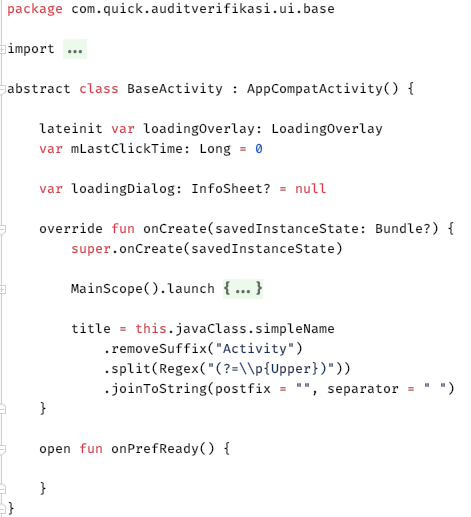 package com.quick.auditverifikasi.ui.base
import ...
abstract class BaseActivity : AppCompatActivity() {
lateinit var loadingOverlay: LoadingOverlay
var mLastClickTime: Long = 0
var loadingDialog: InfoSheet? = null
override fun onCreate(savedInstanceState: Bundle?) {
super.onCreate(savedInstanceState)
MainScope().launch {...}
title = this.javaClass.simpleName
.removeSuffix("Activity")
.split(Regex("(?=\\p{Upper})"))
.joinToString(postfix = "", separator = " ")
}
open fun onPrefReady() {
}
}